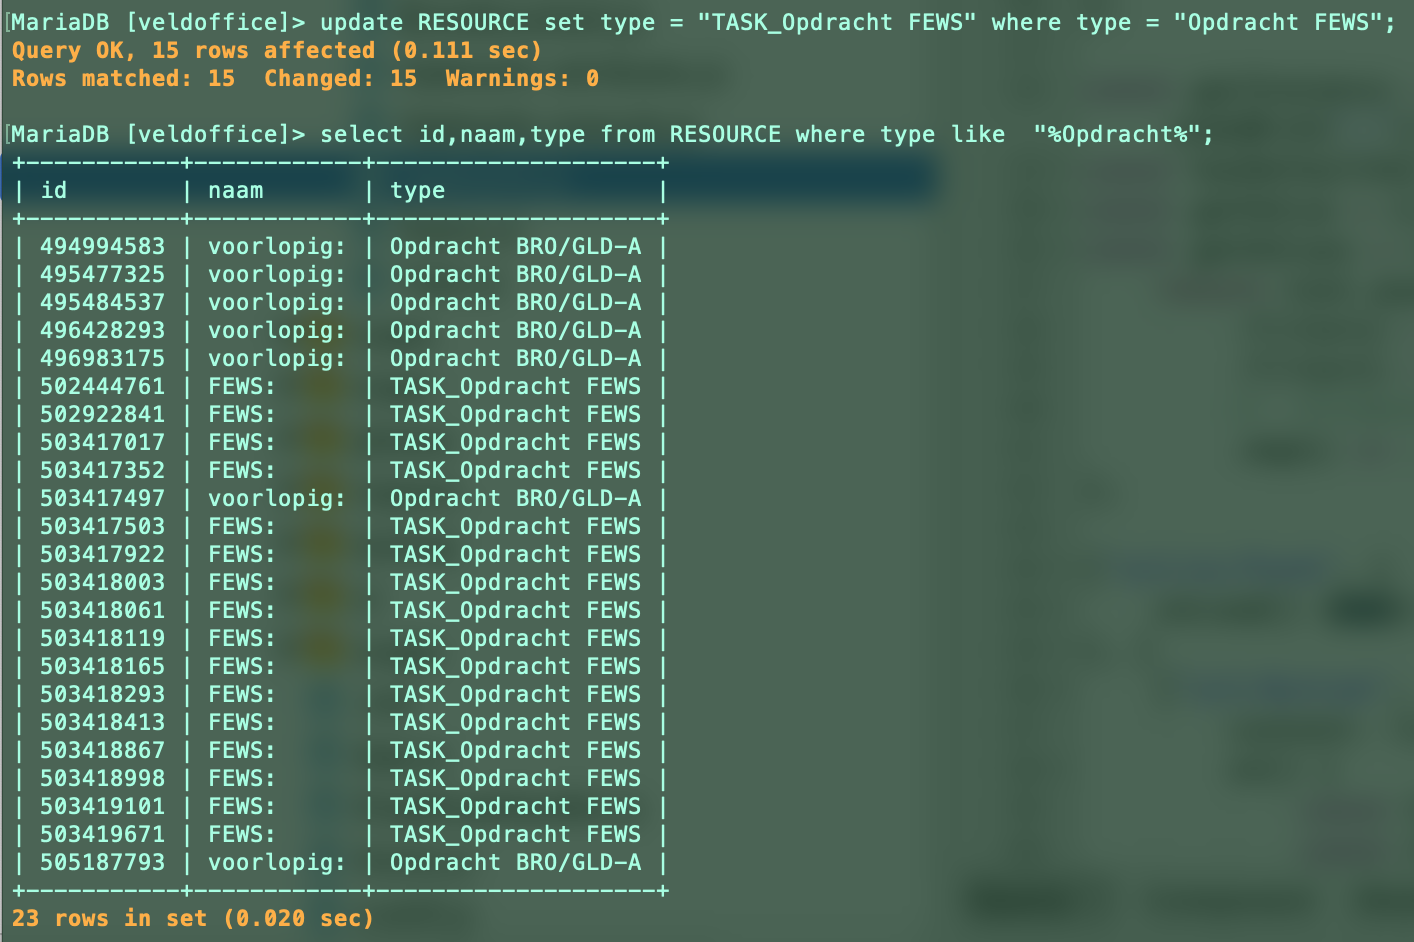 MariaDB [veldoffice]> update RESOURCE set type = "TASK_Opdracht FEWS" where type = "Opdracht FEWS";
Query OK, 15 rows affected (0.111 sec)
Rows matched: 15  Changed: 15  Warnings: 0
MariaDB [veldoffice]> select id,naam,type from RESOURCE where type like  "%Opdracht%";
+-----------+------------+--------------------+
| id        | naam       | type               |
+-----------+------------+--------------------+
| 494994583 | voorlopig: | Opdracht BRO/GLD-A |
| 495477325 | voorlopig: | Opdracht BRO/GLD-A |
| 495484537 | voorlopig: | Opdracht BRO/GLD-A |
| 496428293 | voorlopig: | Opdracht BRO/GLD-A |
| 496983175 | voorlopig: | Opdracht BRO/GLD-A |
| 502444761 | FEWS:      | TASK_Opdracht FEWS |
| 502922841 | FEWS:      | TASK_Opdracht FEWS |
| 503417017 | FEWS:      | TASK_Opdracht FEWS |
| 503417352 | FEWS:      | TASK_Opdracht FEWS |
| 503417497 | voorlopig: | Opdracht BRO/GLD-A |
| 503417503 | FEWS:      | TASK_Opdracht FEWS |
| 503417922 | FEWS:      | TASK_Opdracht FEWS |
| 503418003 | FEWS:      | TASK_Opdracht FEWS |
| 503418061 | FEWS:      | TASK_Opdracht FEWS |
| 503418119 | FEWS:      | TASK_Opdracht FEWS |
| 503418165 | FEWS:      | TASK_Opdracht FEWS |
| 503418293 | FEWS:      | TASK_Opdracht FEWS |
| 503418413 | FEWS:      | TASK_Opdracht FEWS |
| 503418867 | FEWS:      | TASK_Opdracht FEWS |
| 503418998 | FEWS:      | TASK_Opdracht FEWS |
| 503419101 | FEWS:      | TASK_Opdracht FEWS |
| 503419671 | FEWS:      | TASK_Opdracht FEWS |
| 505187793 | voorlopig: | Opdracht BRO/GLD-A |
+-----------+------------+--------------------+
23 rows in set (0.020 sec)